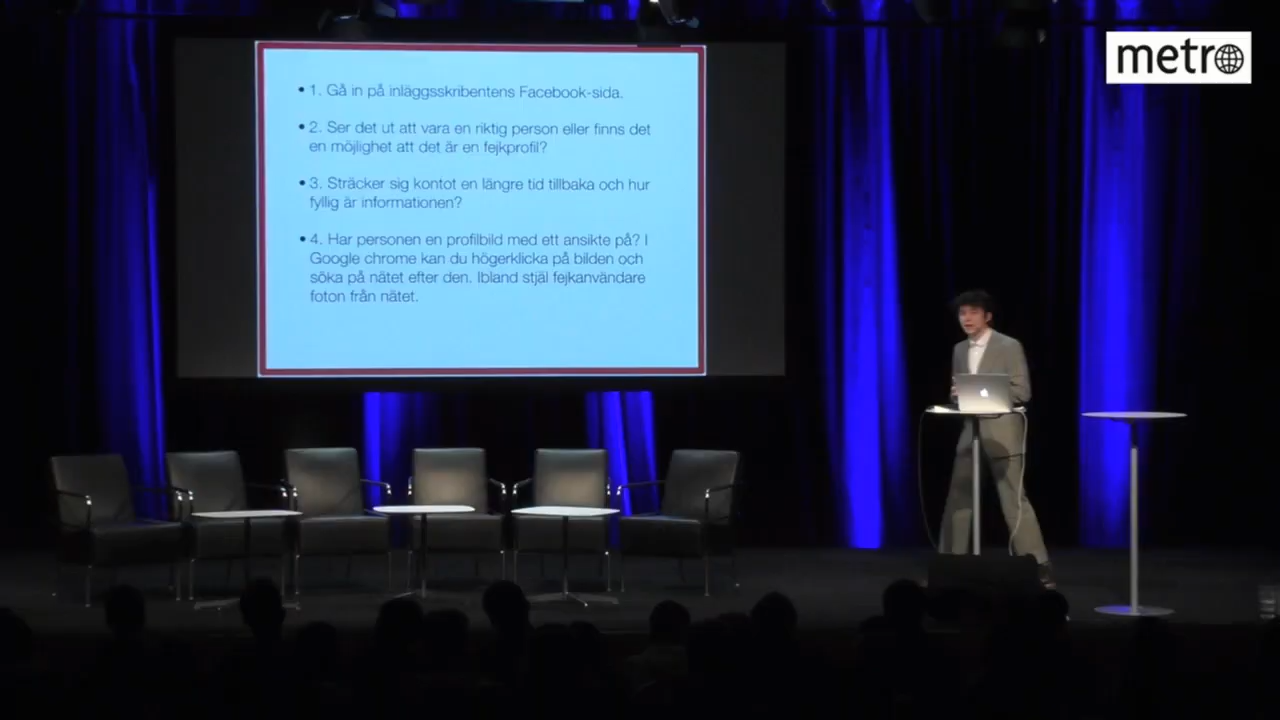 metro
• 1. Gå in på inläggsskribentens Facebook-sida.
• 2. Ser det ut att vara en riktig person eller finns det
en möjlighet att det är en fejkprofil?
• 3. Sträcker sig kontot en längre tid tillbaka och hur
fyllig är informationen?
• 4. Har personen en profilbild med ett ansikte på? I
Google chrome kan du högerklicka på bilden och
söka på nätet efter den. Ibland stjäl fejkanvändare
foton från nätet.